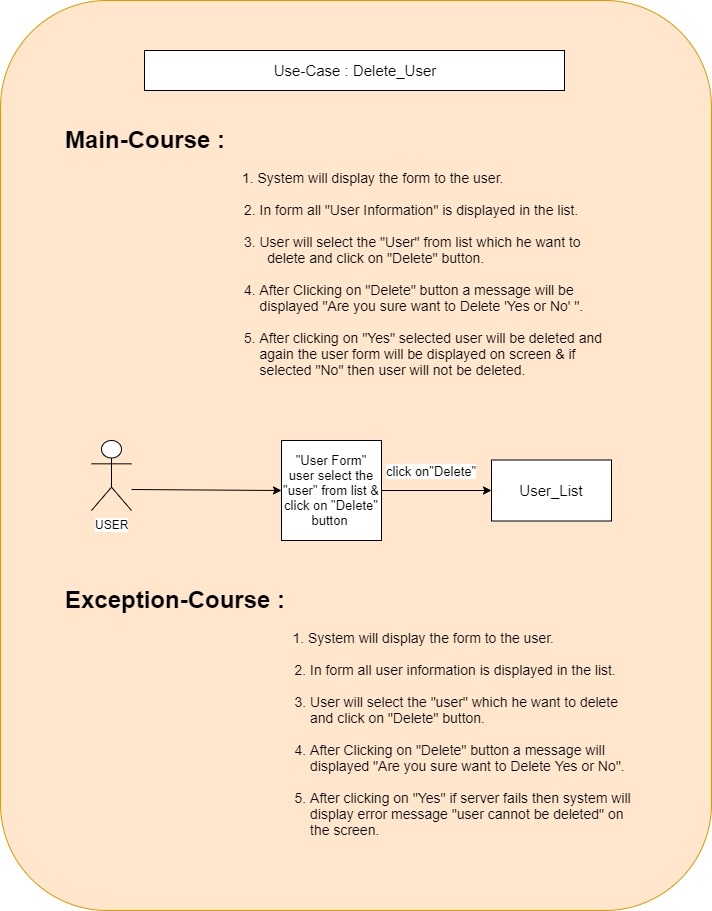 Use-Case : Delete_User
Main-Course :
1. System will display the form to the user.
2. In form all "User Information" is displayed in the list.
3. User will select the "User" from list which he want to
delete and click on "Delete" button.
4. After Clicking on "Delete" button a message will be
displayed "Are you sure want to Delete 'Yes or No' ".
5. After clicking on "Yes" selected user will be deleted and
again the user form will be displayed on screen & if
selected "No" then user will not be deleted.
USER
"User Form"
user select the
"user" from list &
click on "Delete"
button
click on"Delete"
User_List
Exception-Course :
1. System will display the form to the user.
2. In form all user information is displayed in the list.
3. User will select the "user" which he want to delete
and click on "Delete" button.
4. After Clicking on "Delete" button a message will
displayed "Are you sure want to Delete Yes or No".
5. After clicking on "Yes" if server fails then system will
display error message "user cannot be deleted" on
the screen.